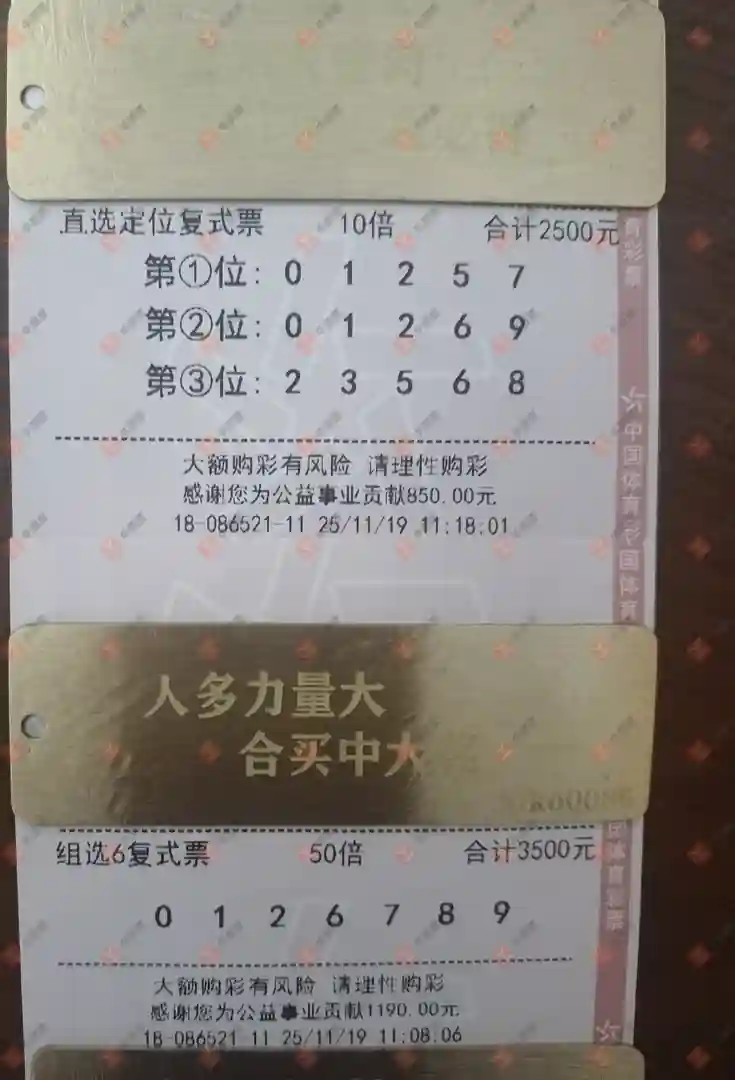 直选定位复式票 10倍 合计2500元
第①位: 0 1 2 5 7
第②位: 0 1 2 6 9
第③位: 2 3 5 6 8
大额购彩有风险 请理性购彩
感谢您为公益事业贡献850.00元
18-086521-11 25/11/19 11:18:01
中国体育
人多力量大
合买中大
组选6复式票 50倍 合计3500元
0 1 2 6 7 8 9
大额购彩有风险 请理性购彩
感谢您为公益事业贡献1190.00元
18-086521 11 25/11/19 11:08.06